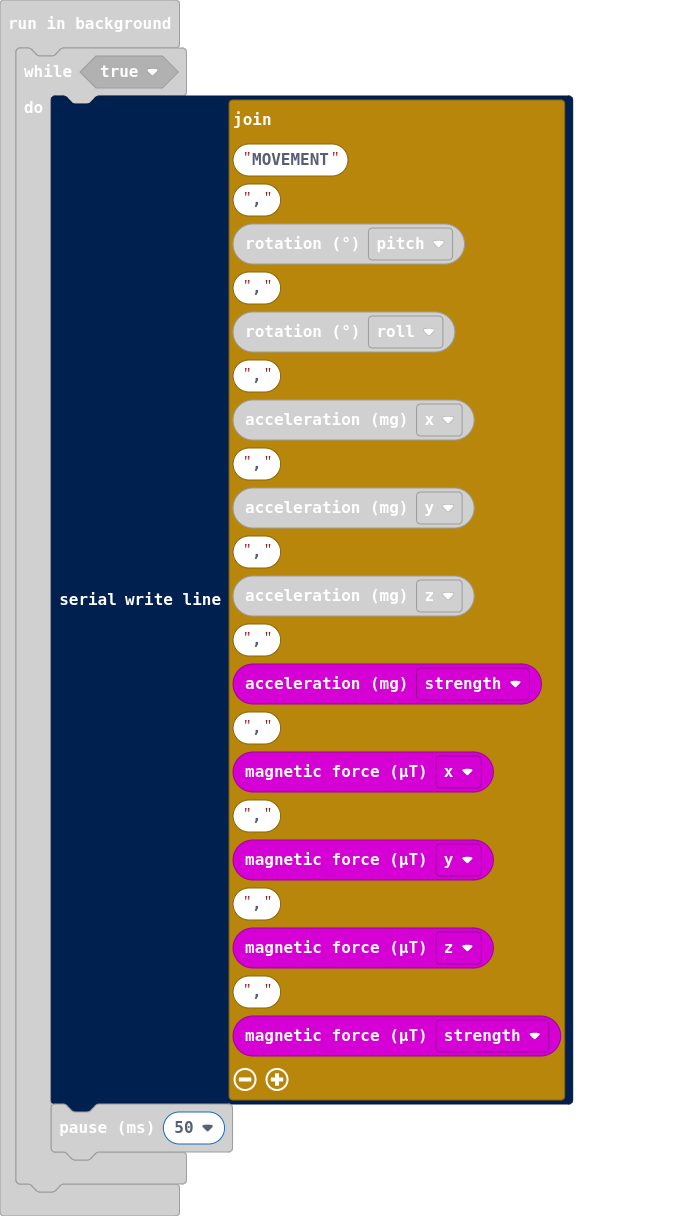 run in background
while true
do
join
"MOVEMENT"
","
rotation (°) pitch
","
rotation (°) roll
","
acceleration (mg) x
","
acceleration (mg) y
","
acceleration (mg) z
serial write line
","
acceleration (mg) strength
","
magnetic force (µT) x
","
magnetic force (µT) y
","
magnetic force (µT) z
","
magnetic force (µT) strength
pause (ms) 50